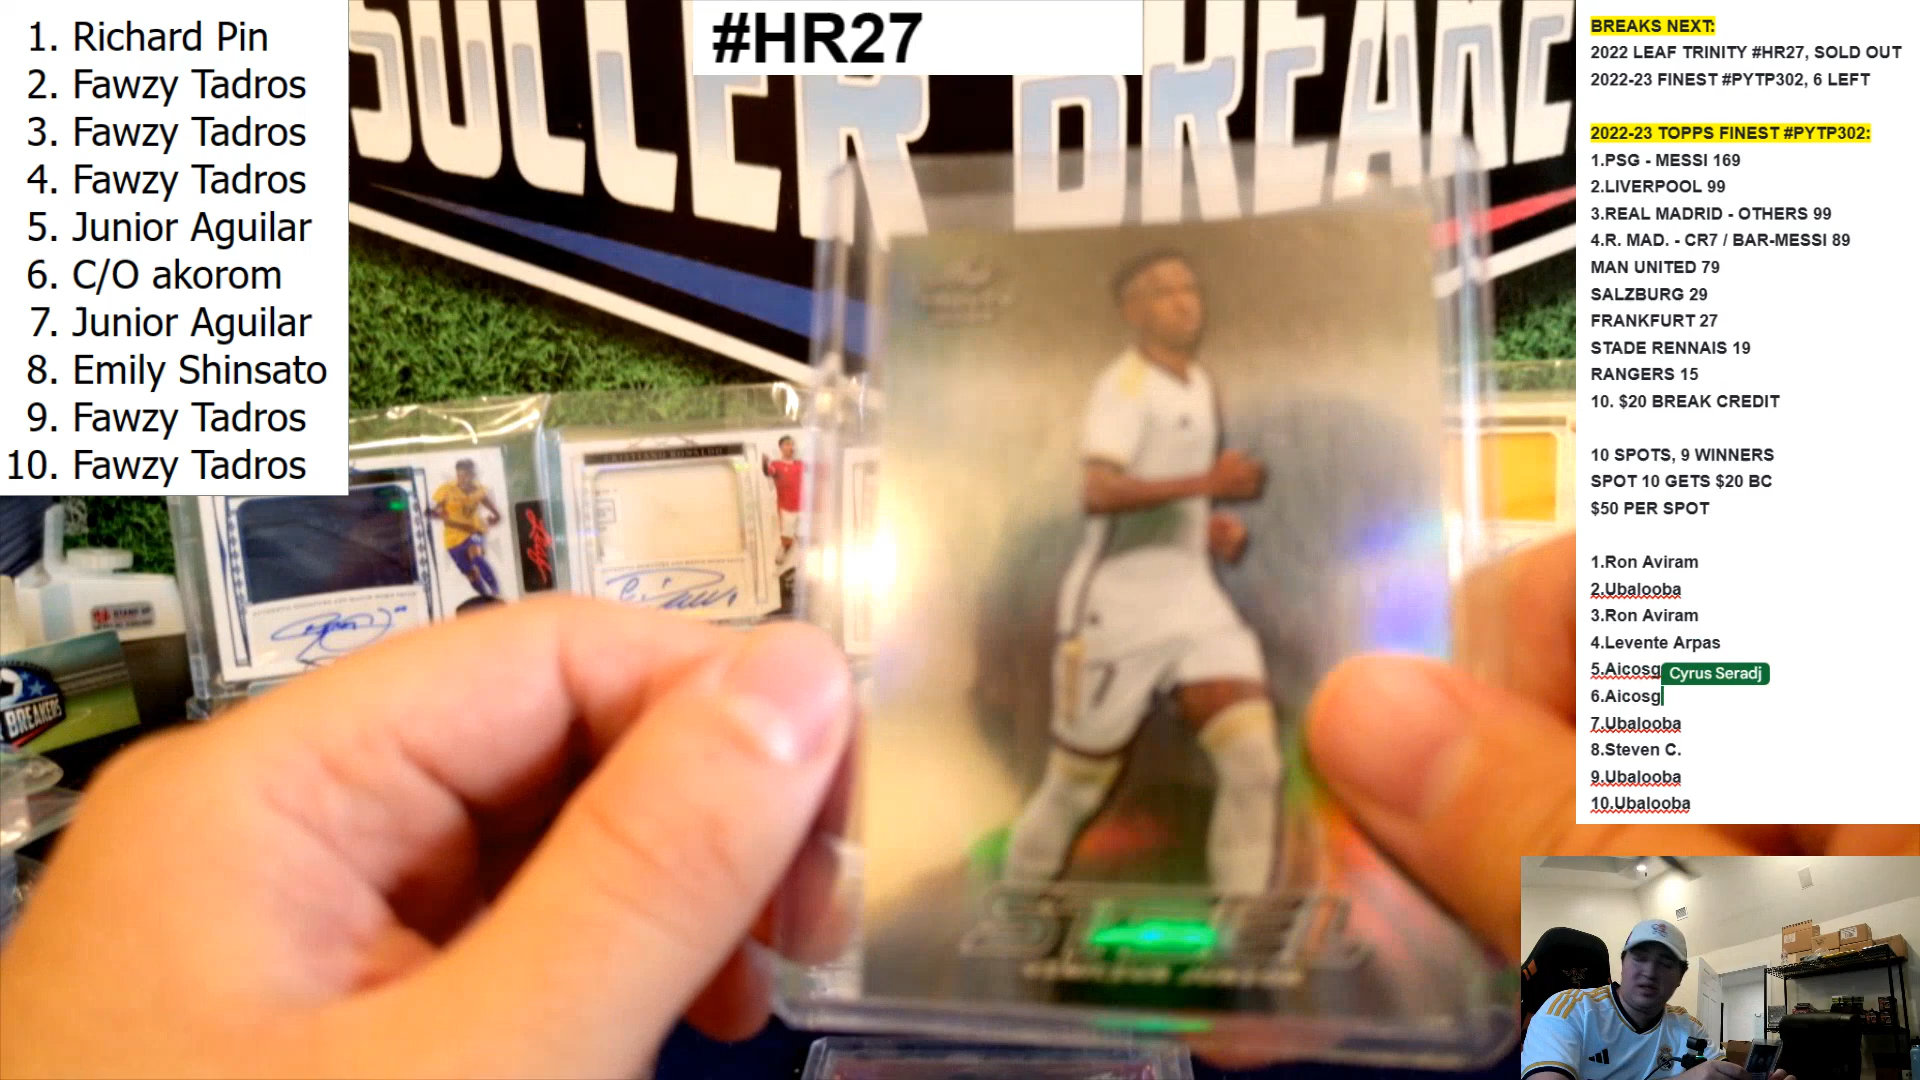 1. Richard Pin
2. Fawzy Tadros
3. Fawzy Tadros
4. Fawzy Tadros
5. Junior Aguilar
6. C/O akorom
7. Junior Aguilar
8. Emily Shinsato
9. Fawzy Tadros
10. Fawzy Tadros
#HR27
SOCCER BREAKE
CRISTIANO RONALDO
BREAKERS
STEEL
BREAKS NEXT:
2022 LEAF TRINITY #HR27, SOLD OUT
2022-23 FINEST #PYTP302, 6 LEFT
2022-23 TOPPS FINEST #PYTP302:
1.PSG - MESSI 169
2.LIVERPOOL 99
3.REAL MADRID - OTHERS 99
4.R. MAD. - CR7 / BAR-MESSI 89
MAN UNITED 79
SALZBURG 29
FRANKFURT 27
STADE RENNAIS 19
RANGERS 15
10. $20 BREAK CREDIT
10 SPOTS, 9 WINNERS
SPOT 10 GETS $20 BC
$50 PER SPOT
1.Ron Aviram
2.Ubalooba
3.Ron Aviram
4.Levente Arpas
5.Aicosg
Cyrus Seradj
6.Aicosg
7.Ubalooba
8.Steven C.
9.Ubalooba
10.Ubalooba